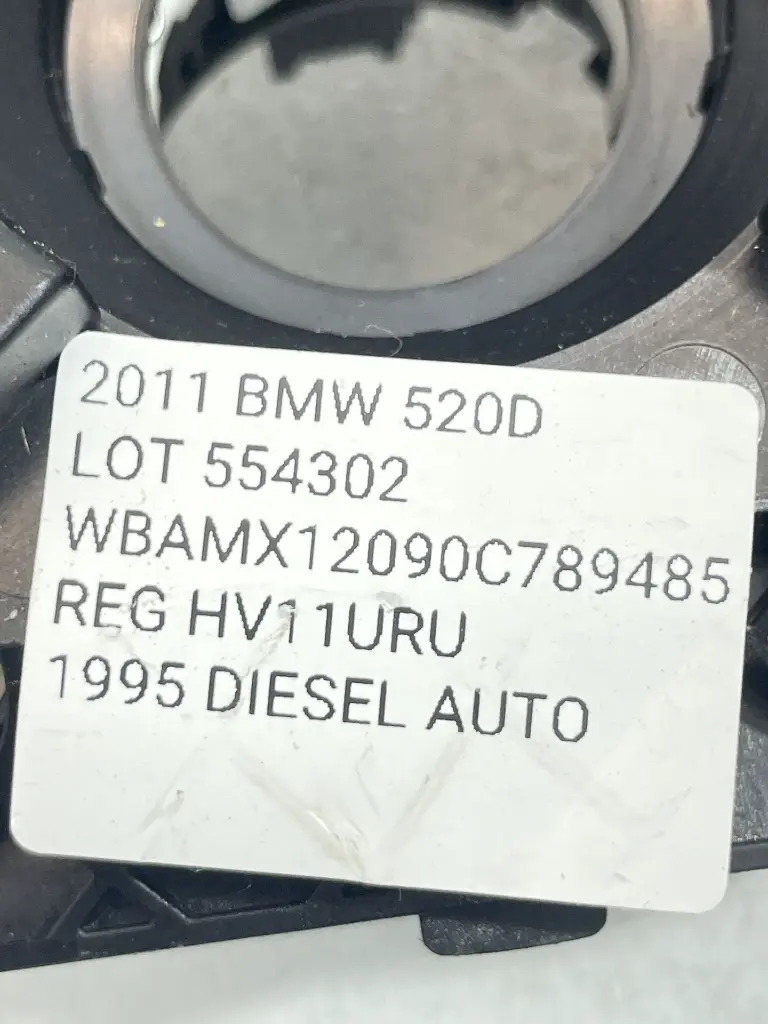 2011 BMW 520D
LOT 554302
WBAMX12090C789485
REG HV11URU
1995 DIESEL AUTO